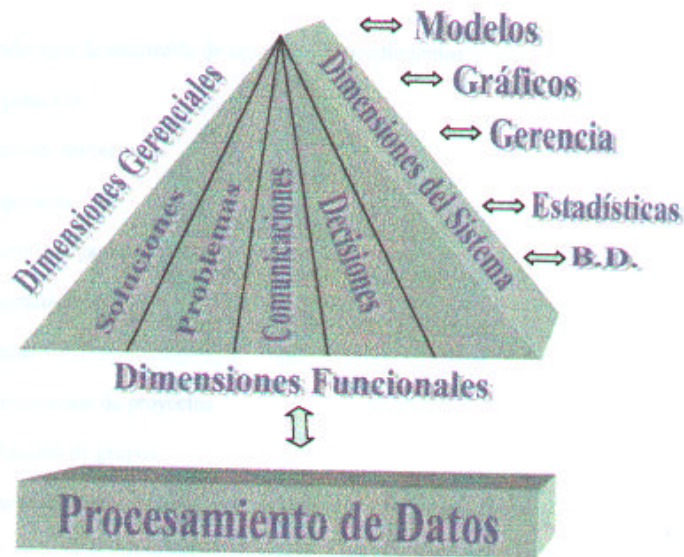 Modelos
Gráficos
Gerencia
Estadísticas
B.D.
Dimensiones del Sistema
Dimensiones Gerenciales
Soluciones
Problemas
Comunicaciones
Decisiones
Dimensiones Funcionales
Procesamiento de Datos